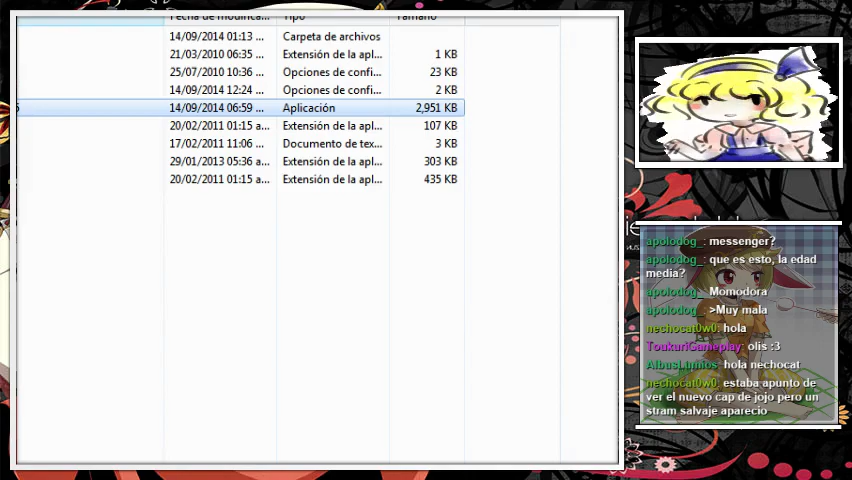 Fecha de modifica... Tipo Tamaño
14/09/2014 01:13 ... Carpeta de archivos
21/03/2010 06:35 ... Extensión de la apl... 1 KB
25/07/2010 10:36 ... Opciones de confi... 23 KB
14/09/2014 12:24 ... Opciones de confi... 2 KB
14/09/2014 06:59 ... Aplicación 2,951 KB
20/02/2011 01:15 a... Extensión de la apl... 107 KB
17/02/2011 11:06 ... Documento de tex... 3 KB
29/01/2013 05:36 a... Extensión de la apl... 303 KB
20/02/2011 01:15 a... Extensión de la apl... 435 KB
apolodog_: messenger?
apolodog_: que es esto, la edad
media?
apolodog_: Momodora
apolodog_: >Muy mala
nechocat0w0: hola
ToukuriGameplay: olis :3
AlbusLumios: hola nechocat
nechocat0w0: estaba apunto de
ver el nuevo cap de jojo pero un
stram salvaje aparecio